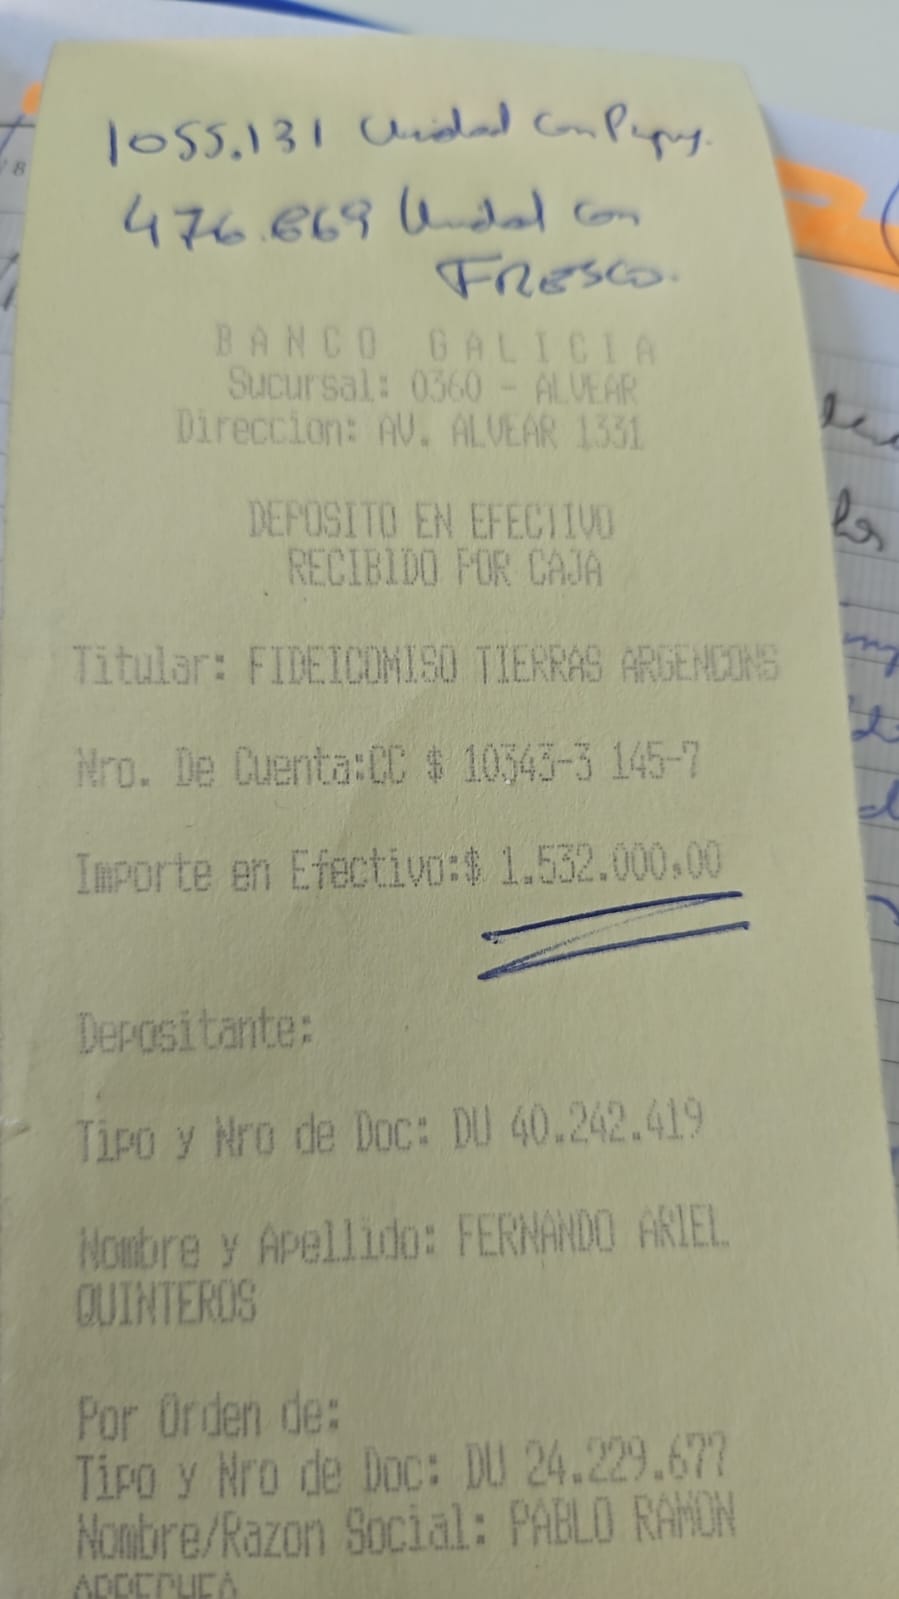 1055.131 Unidad con
476.869 Unidad con
FRESCO.
BANCO GALICIA
Sucursal: 0360 - ALVEAR
Direccion: AV. ALVEAR 1331
DEPOSITO EN EFECTIVO
RECIBIDO POR CAJA
Titular: FIDEICOMISO TIERRAS ARGENCONS
Nro. De Cuenta:CC $ 10343-3 145-7
Importe en Efectivo:$ 1.532.000,00
Depositante:
Tipo y Nro de Doc: DU 40.242.419
Nombre y Apellido: FERNANDO ARIEL
QUINTEROS
Por Orden de:
Tipo y Nro de Doc: DU 24.229.677
Nombre/Razon Social: PABLO RAMON
ARRECHEA